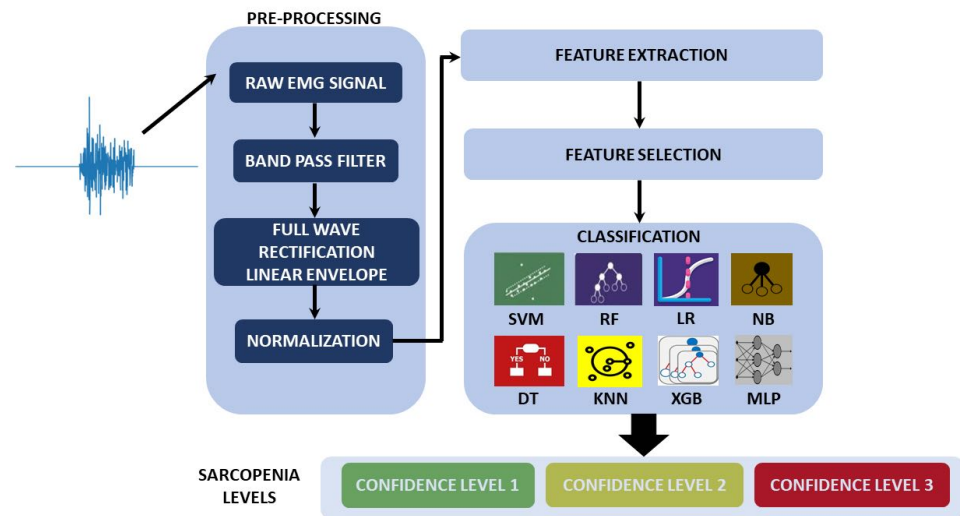 PRE-PROCESSING
RAW EMG SIGNAL
BAND PASS FILTER
FULL WAVE
RECTIFICATION
LINEAR ENVELOPE
NORMALIZATION
FEATURE EXTRACTION
FEATURE SELECTION
CLASSIFICATION
SVM RF LR NB
YES NO
DT KNN XGB MLP
SARCOPENIA
LEVELS
CONFIDENCE LEVEL 1 CONFIDENCE LEVEL 2 CONFIDENCE LEVEL 3